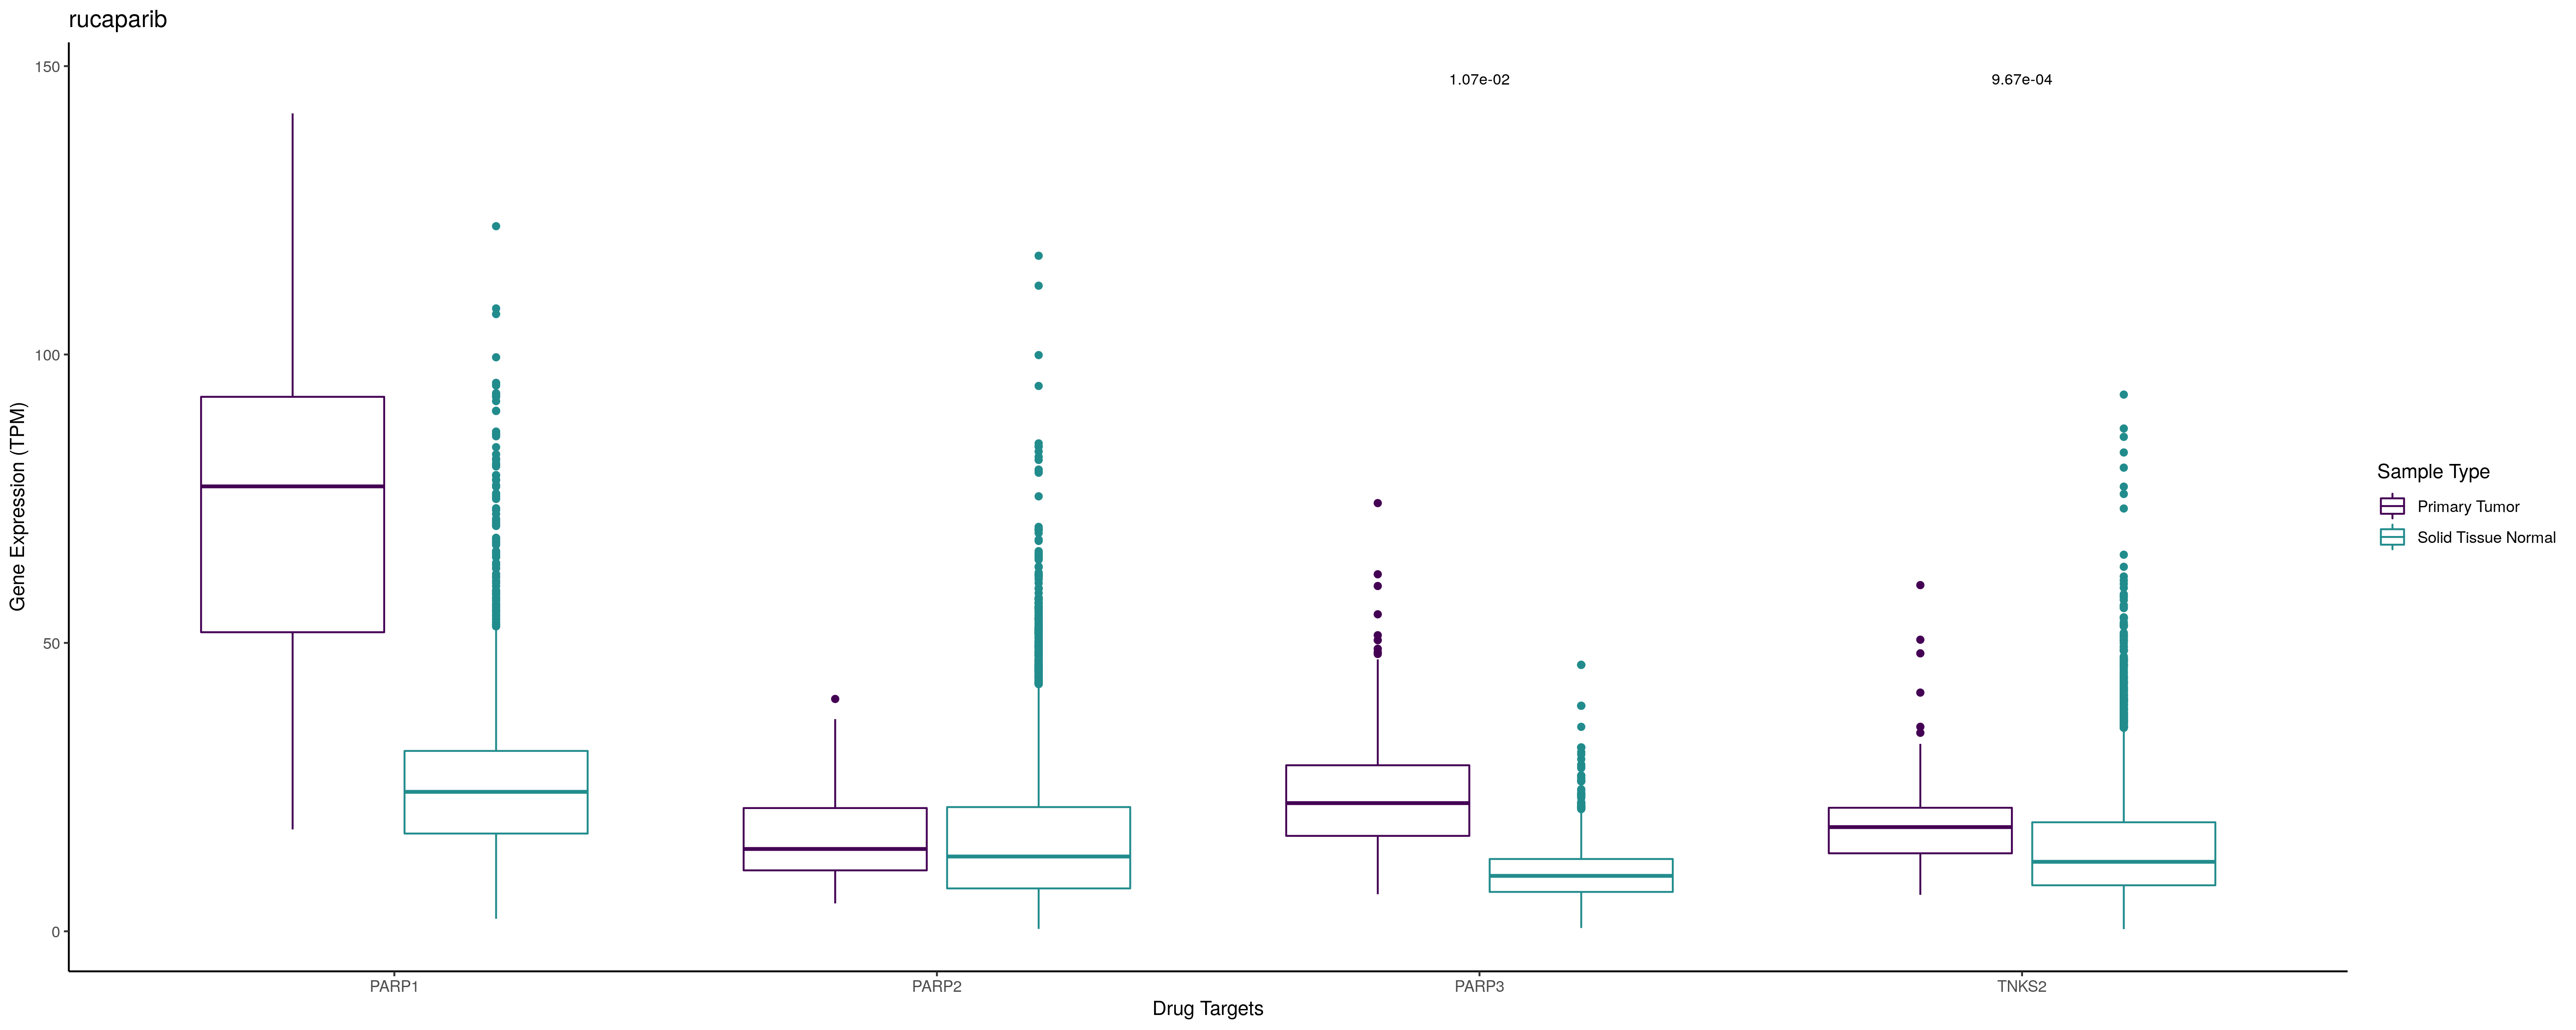 rucaparib
150
100
50
0
Gene Expression (TPM)
1.07e-02
9.67e-04
PARP1
PARP2
PARP3
TNKS2
Drug Targets
Sample Type
Primary Tumor
Solid Tissue Normal